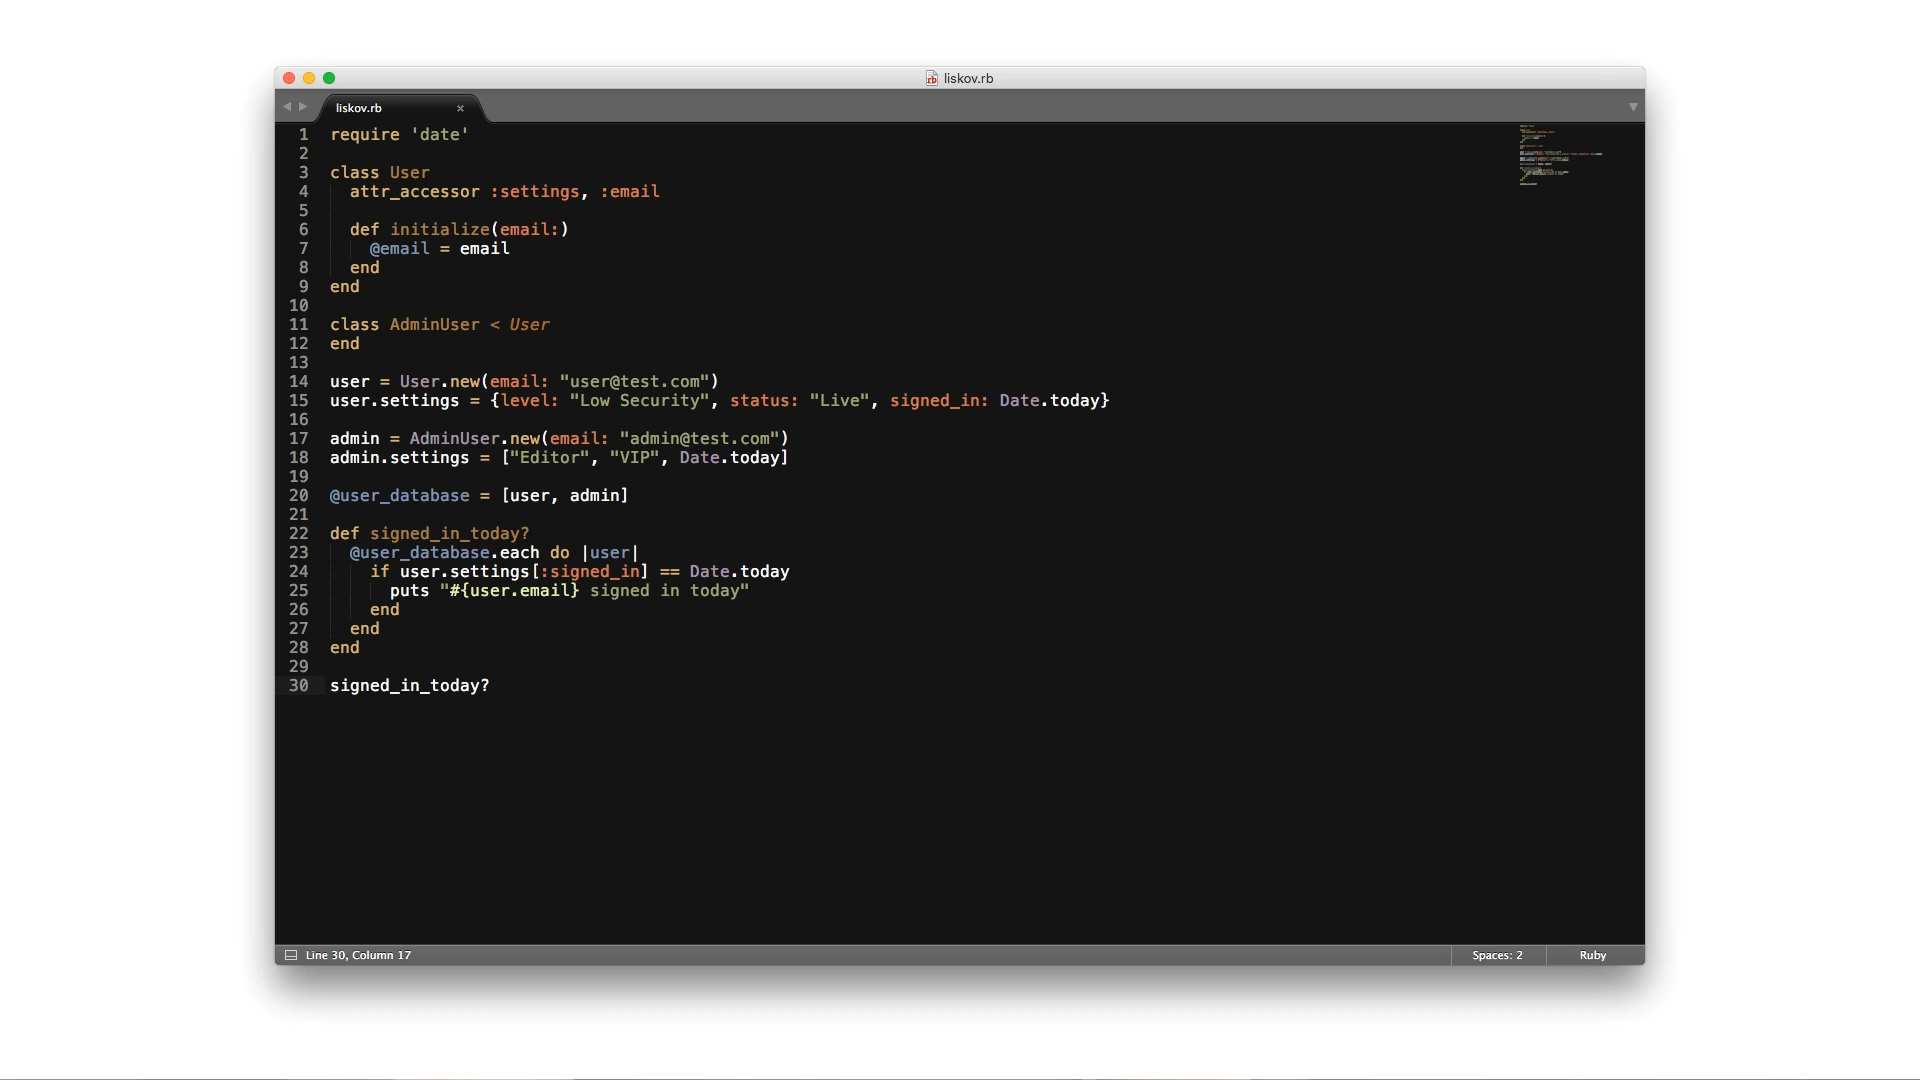 liskov.rb
liskov.rb
1 require 'date'
2
3 class User
4   attr_accessor :settings, :email
5
6   def initialize(email:)
7     @email = email
8   end
9 end
10
11 class AdminUser < User
12 end
13
14 user = User.new(email: "user@test.com")
15 user.settings = {level: "Low Security", status: "Live", signed_in: Date.today}
16
17 admin = AdminUser.new(email: "admin@test.com")
18 admin.settings = ["Editor", "VIP", Date.today]
19
20 @user_database = [user, admin]
21
22 def signed_in_today?
23   @user_database.each do |user|
24     if user.settings[:signed_in] == Date.today
25       puts "#{user.email} signed in today"
26     end
27   end
28 end
29
30 signed_in_today?
Line 30, Column 17 Spaces: 2 Ruby